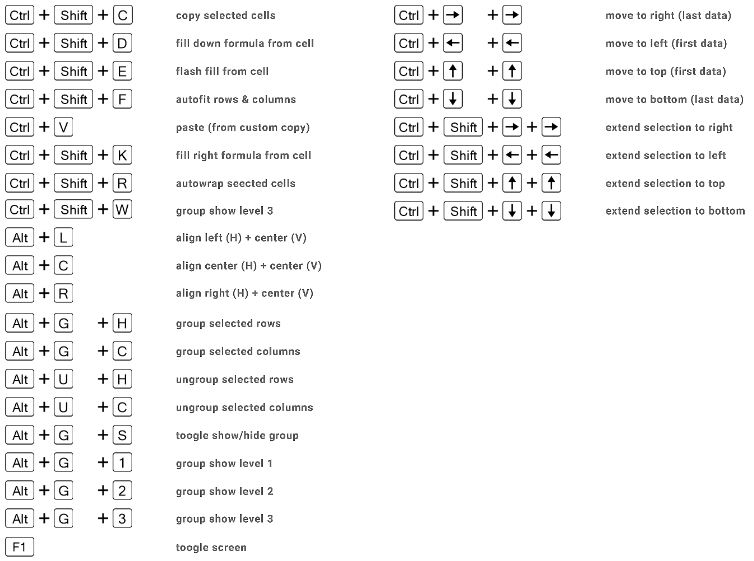 Ctrl + Shift + C copy selected cells
Ctrl + Shift + D fill down formula from cell
Ctrl + Shift + E flash fill from cell
Ctrl + Shift + F autofit rows & columns
Ctrl + V paste (from custom copy)
Ctrl + Shift + K fill right formula from cell
Ctrl + Shift + R autowrap seected cells
Ctrl + Shift + W group show level 3
Alt + L align left (H) + center (V)
Alt + C align center (H) + center (V)
Alt + R align right (H) + center (V)
Alt + G + H group selected rows
Alt + G + C group selected columns
Alt + U + H ungroup selected rows
Alt + U + C ungroup selected columns
Alt + G + S toogle show/hide group
Alt + G + 1 group show level 1
Alt + G + 2 group show level 2
Alt + G + 3 group show level 3
F1 toogle screen
Ctrl + → + → move to right (last data)
Ctrl + ← + ← move to left (first data)
Ctrl + ↑ + ↑ move to top (first data)
Ctrl + ↓ + ↓ move to bottom (last data)
Ctrl + Shift + → + → extend selection to right
Ctrl + Shift + ← + ← extend selection to left
Ctrl + Shift + ↑ + ↑ extend selection to top
Ctrl + Shift + ↓ + ↓ extend selection to bottom